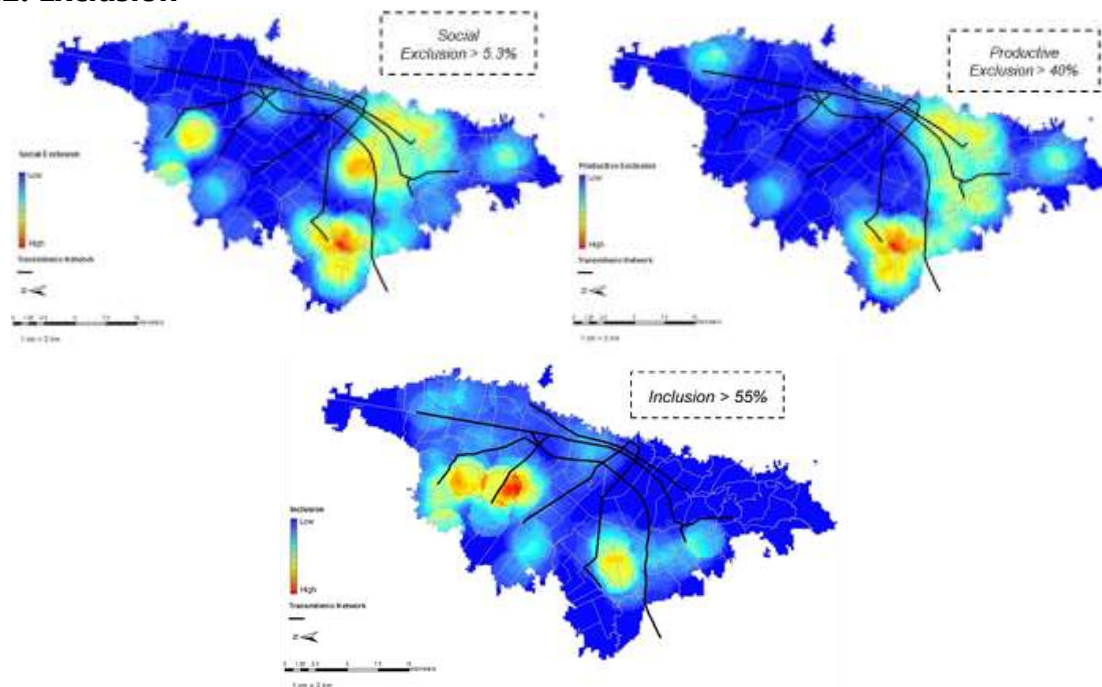 Social
Exclusion > 5.3%
Social Exclusion
Low
High
Transmilenio Network
N
1 cm = 2 km
Productive
Exclusion > 40%
Productive Exclusion
Low
High
Transmilenio Network
N
1 cm = 2 km
Inclusion > 55%
Inclusion
Low
High
Transmilenio Network
N
1 cm = 2 km